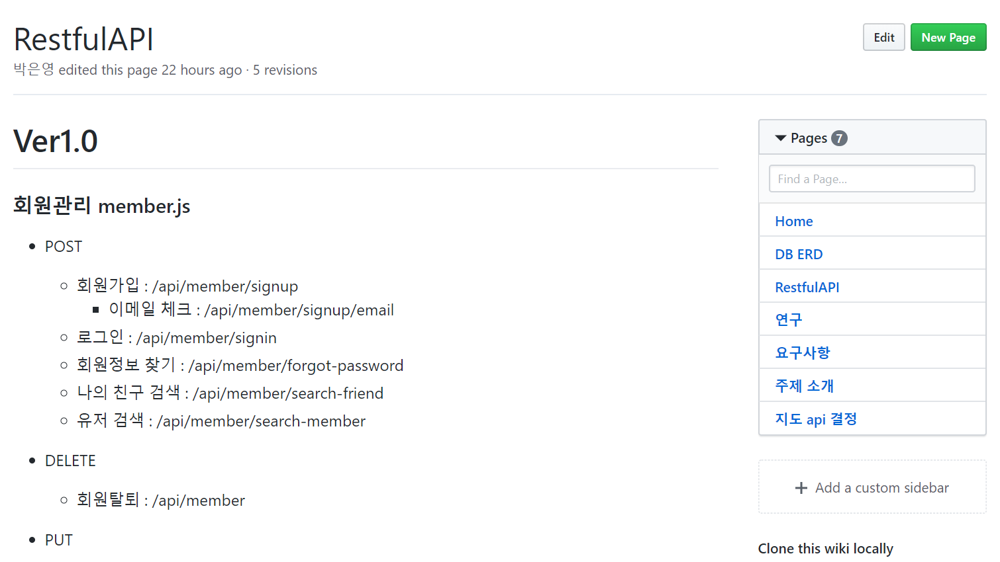 RestfulAPI
Edit
New Page
박은영 edited this page 22 hours ago · 5 revisions
Ver1.0
회원관리 member.js
POST
회원가입 : /api/member/signup
이메일 체크 : /api/member/signup/email
로그인 : /api/member/signin
회원정보 찾기 : /api/member/forgot-password
나의 친구 검색 : /api/member/search-friend
유저 검색 : /api/member/search-member
DELETE
회원탈퇴 : /api/member
PUT
Pages 7
Find a Page...
Home
DB ERD
RestfulAPI
연구
요구사항
주제 소개
지도 api 결정
Add a custom sidebar
Clone this wiki locally